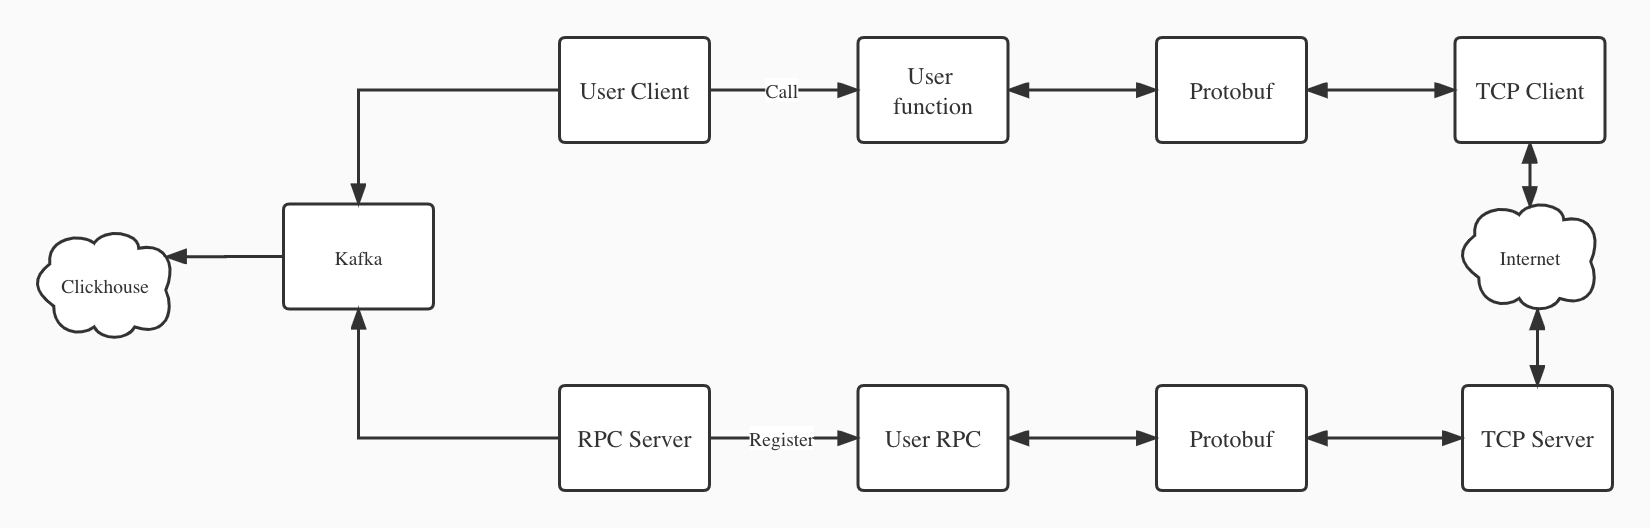 User Client
Call
User
function
Protobuf
TCP Client
Clickhouse
Kafka
Internet
RPC Server
Register
User RPC
Protobuf
TCP Server